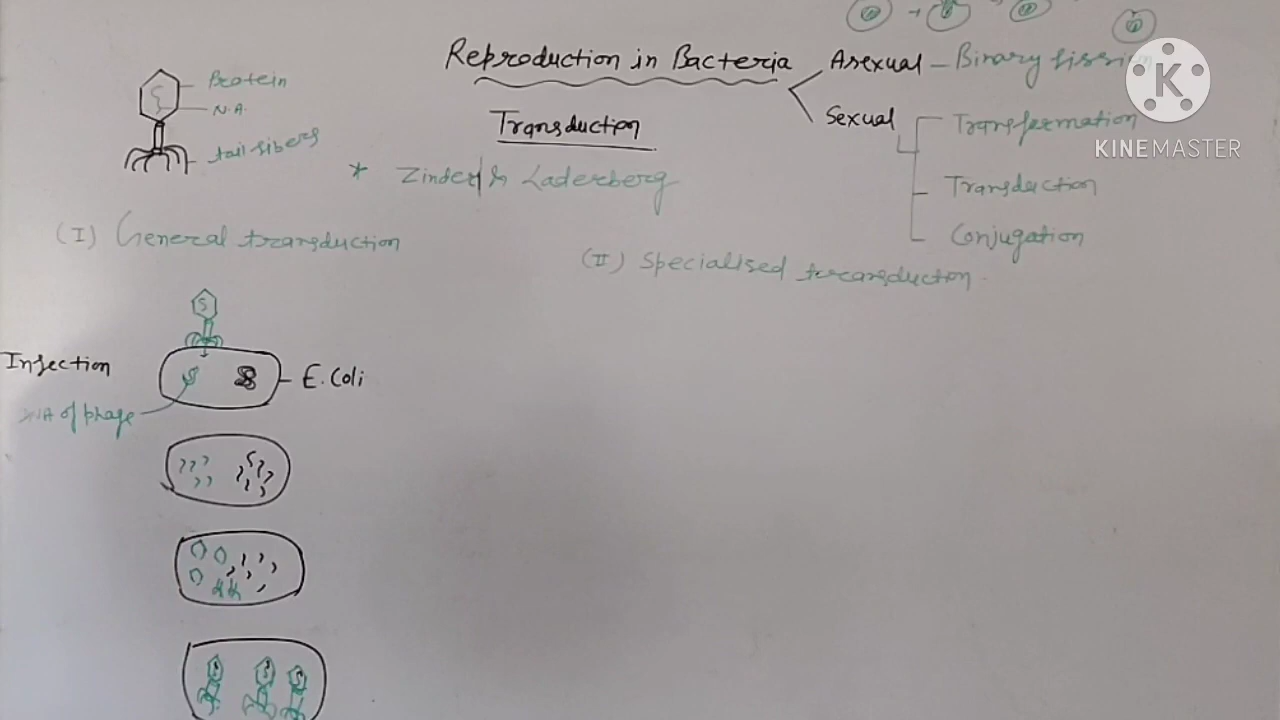 Reproduction in Bacteria
Asexual - Binary fission
Sexual
Transformation
Transduction
Conjugation
Protein
N.A.
tail fibers
Transduction
* Zinder & Laderberg
(I) General transduction
(II) Specialised transduction
Infection
E. Coli
of phage
K
KINEMASTER